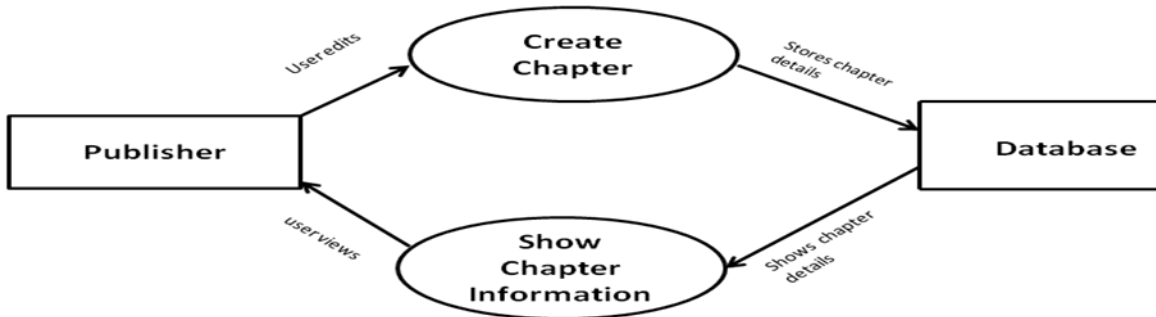 User edits
Create
Chapter
Stores chapter
details
Publisher
Database
user views
Show
Chapter
Information
Shows chapter
details